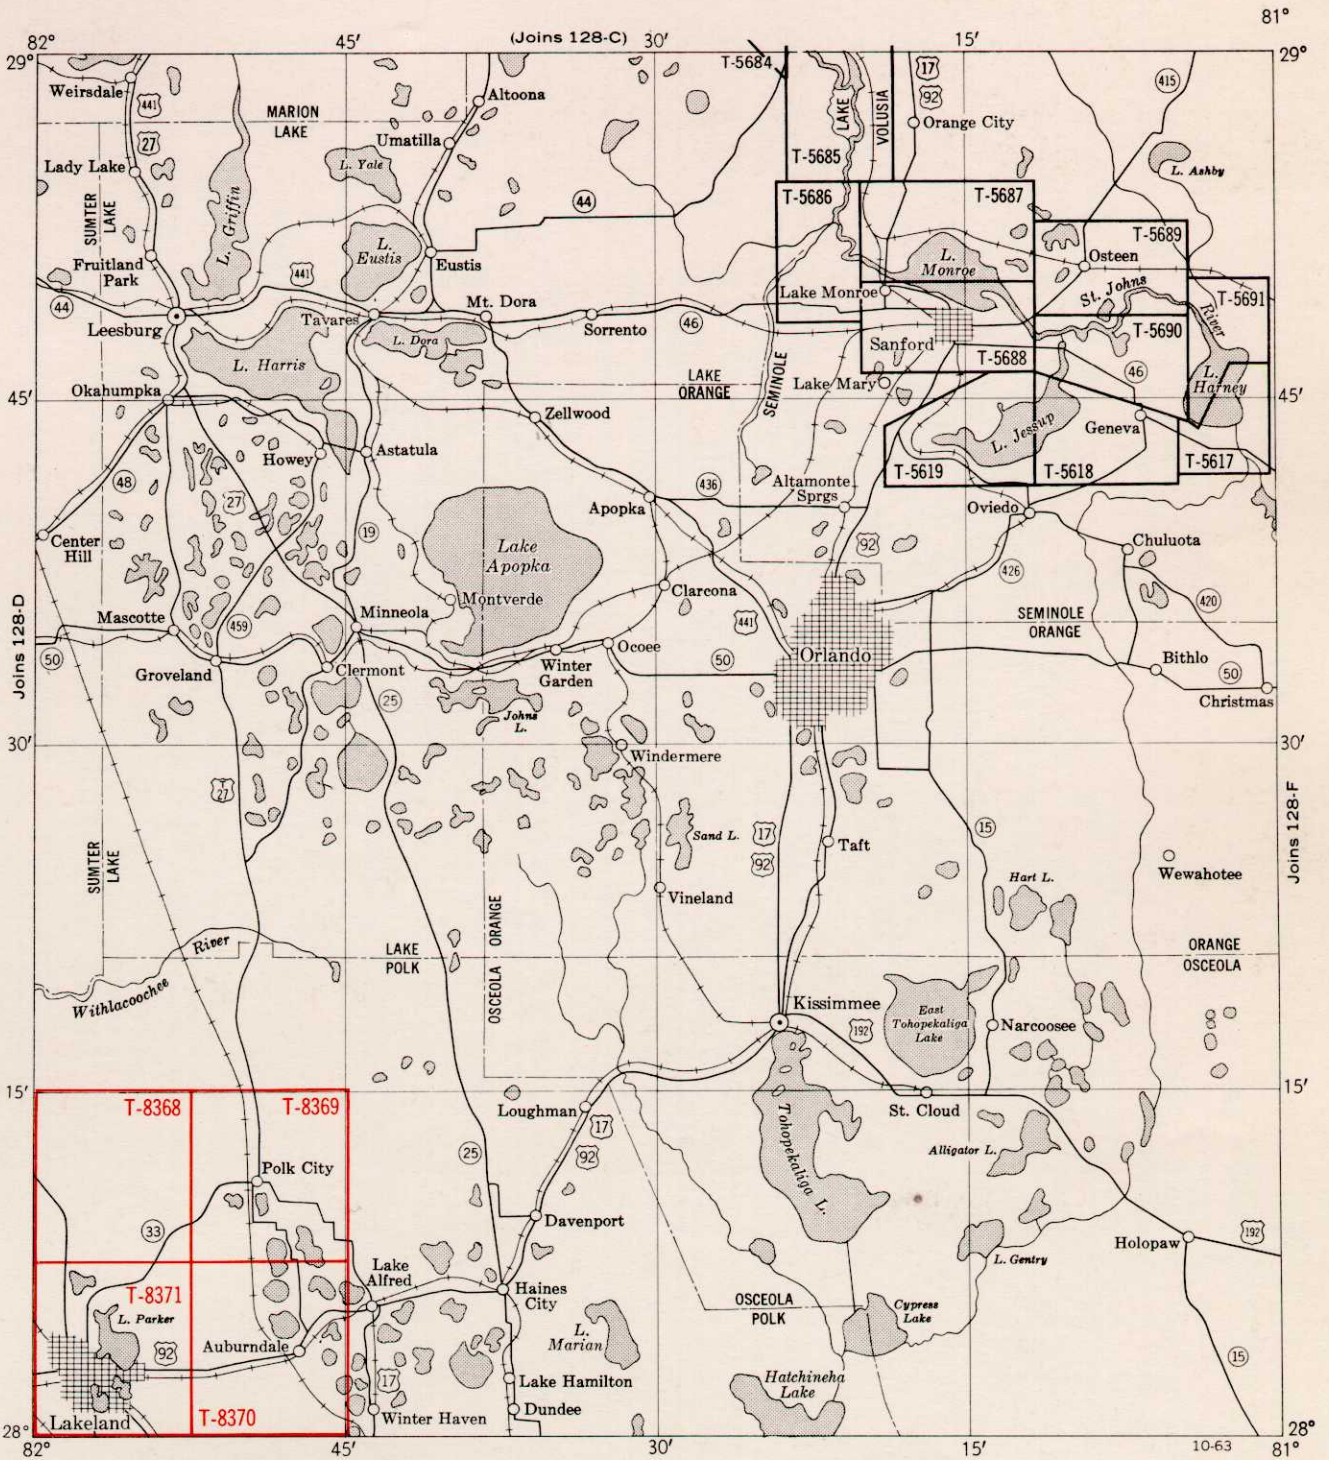 81°
82°
45'
(Joins 128-C)
30'
15'
29°
29°
T-5684
17
92
415
Weirsdale
441
MARION
LAKE
Altoona
LAKE
VOLUSIA
Orange City
27
Umatilla
Lady Lake
L. Yale
T-5685
L. Ashby
T-5686
T-5687
SUMTER
LAKE
L. Griffin
44
T-5689
Fruitland
Park
L.
Eustis
Eustis
L.
Monroe
Osteen
441
44
Leesburg
Tavares
Mt. Dora
Sorrento
46
Lake Monroe
St. Johns
River
T-5691
T-5690
L. Dora
Sanford
T-5688
L. Harris
LAKE
ORANGE
SEMINOLE
Lake Mary
46
L.
Harney
Okahumpka
45'
45'
Zellwood
L. Jessup
Geneva
Howey
Astatula
T-5619
T-5618
T-5617
48
27
436
Altamonte
Sprgs
Apopka
Oviedo
Center
Hill
19
Lake
Apopka
92
Chuluota
426
Montverde
Clarcona
420
Mascotte
Minneola
459
441
SEMINOLE
ORANGE
50
Groveland
Clermont
Winter
Garden
Ocoee
50
Orlando
Bithlo
50
Christmas
Joins 128-D
25
Johns
L.
30'
30'
Windermere
27
Sand L.
17
92
Taft
15
Joins 128-F
Wewahotee
SUMTER
LAKE
Hart L.
Vineland
River
LAKE
POLK
OSCEOLA
ORANGE
ORANGE
OSCEOLA
Withlacoochee
Kissimmee
192
East
Tohopekaliga
Lake
Narcoosee
15'
15'
T-8368
T-8369
Loughman
17
92
St. Cloud
Tohopekaliga L.
25
Alligator L.
Polk City
33
Davenport
Holopaw
192
L. Gentry
Lake
Alfred
Haines
City
T-8371
L. Parker
OSCEOLA
POLK
Cypress
Lake
Auburndale
92
L.
Marian
15
17
Lake Hamilton
Hatchineha
Lake
Lakeland
T-8370
Winter Haven
Dundee
28°
28°
82°
45'
30'
15'
10-63
81°